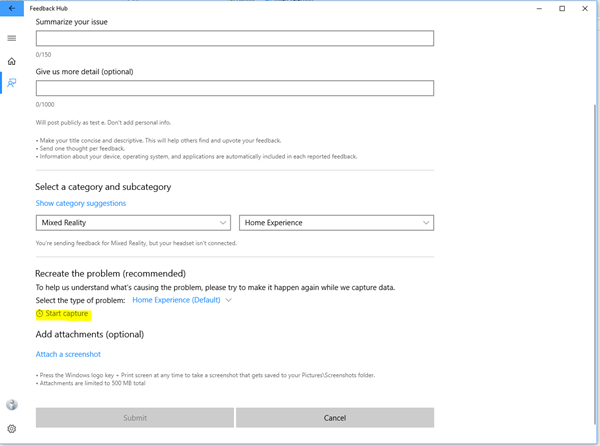 Feedback Hub
Summarize your issue
0/150
Give us more detail (optional)
0/1000
Will post publicly as test e. Don't add personal info.
• Make your title concise and descriptive. This will help others find and upvote your feedback.
• Send one thought per feedback.
• Information about your device, operating system, and applications are automatically included in each reported feedback.
Select a category and subcategory
Show category suggestions
Mixed Reality Home Experience
You're sending feedback for Mixed Reality, but your headset isn't connected.
Recreate the problem (recommended)
To help us understand what's causing the problem, please try to make it happen again while we capture data.
Select the type of problem: Home Experience (Default)
Start capture
Add attachments (optional)
Attach a screenshot
• Press the Windows logo key + Print screen at any time to take a screenshot that gets saved to your Pictures\Screenshots folder.
• Attachments are limited to 500 MB total
Submit Cancel